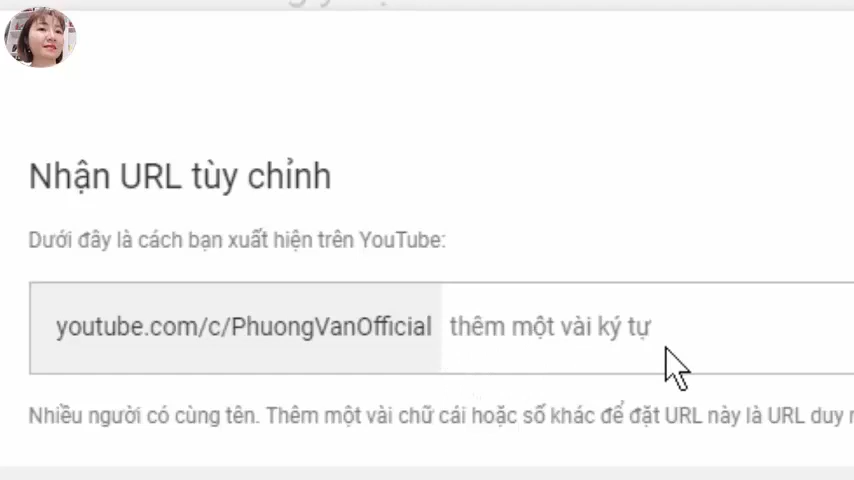 Nhận URL tùy chỉnh
Dưới đây là cách bạn xuất hiện trên YouTube:
youtube.com/c/PhuongVanOfficial thêm một vài ký tự
Nhiều người có cùng tên. Thêm một vài chữ cái hoặc số khác để đặt URL này là URL duy